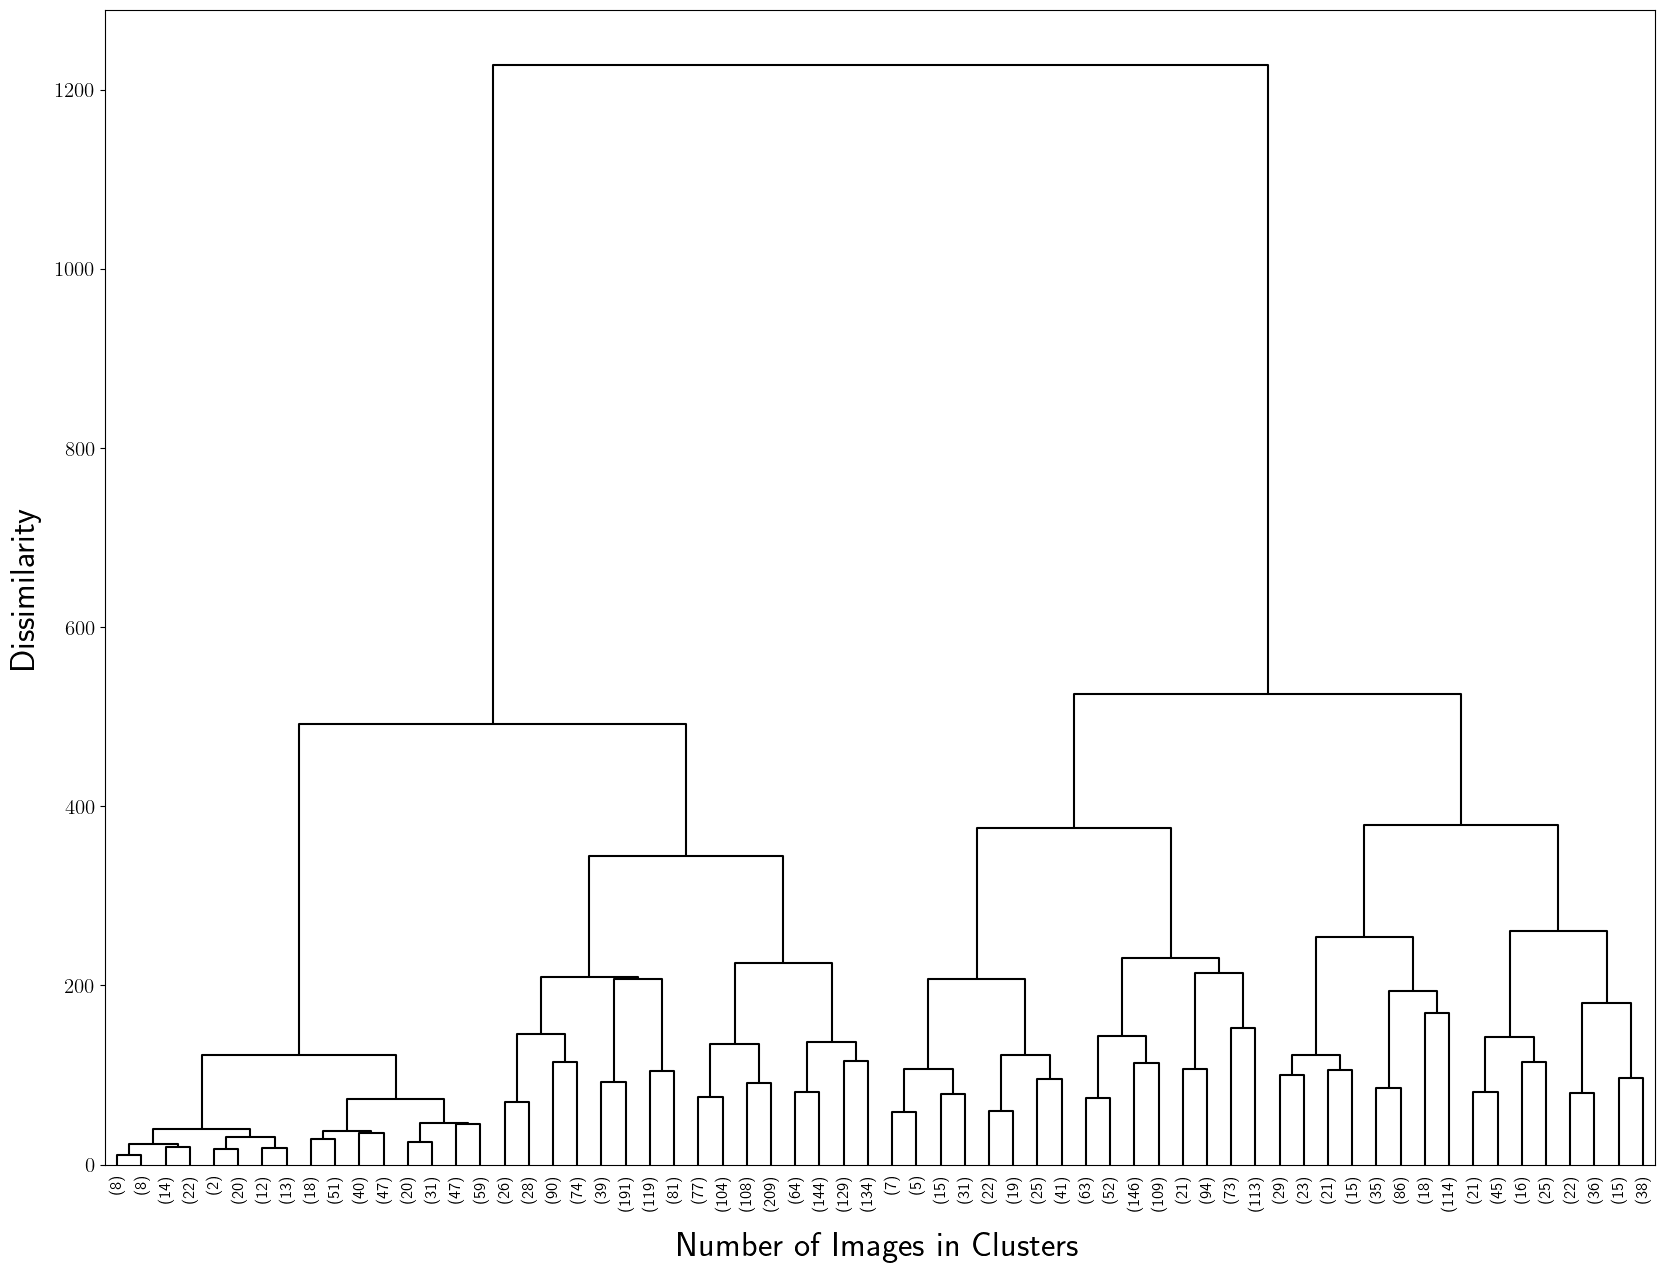 1200
1000
800
600
400
200
0
Dissimilarity
(8) (8) (14) (22) (2) (20) (12) (13) (18) (51) (40) (47) (20) (31) (47) (59) (26) (28) (90) (74) (39) (191) (119) (81) (77) (104) (108) (209) (64) (144) (129) (134) (7) (5) (15) (31) (22) (19) (25) (41) (63) (52) (146) (109) (21) (94) (73) (113) (29) (23) (21) (15) (35) (86) (18) (114) (21) (45) (16) (25) (22) (36) (15) (38)
Number of Images in Clusters